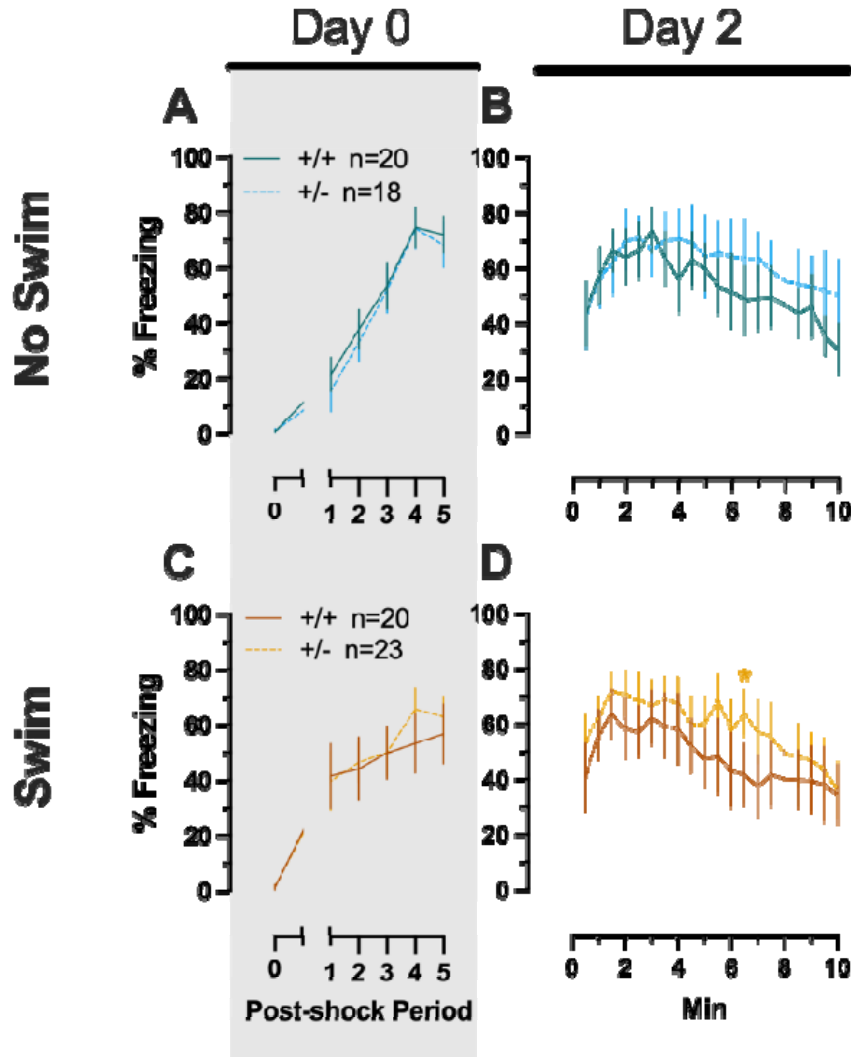 Day 0
Day 2
No Swim
A
% Freezing
100
80
60
40
20
0
+/+ n=20
+/- n=18
0
1 2 3 4 5
B
100
80
60
40
20
0
0 2 4 6 8 10
Swim
C
% Freezing
100
80
60
40
20
0
+/+ n=20
+/- n=23
0
1 2 3 4 5
Post-shock Period
D
100
80
60
40
20
0
*
0 2 4 6 8 10
Min